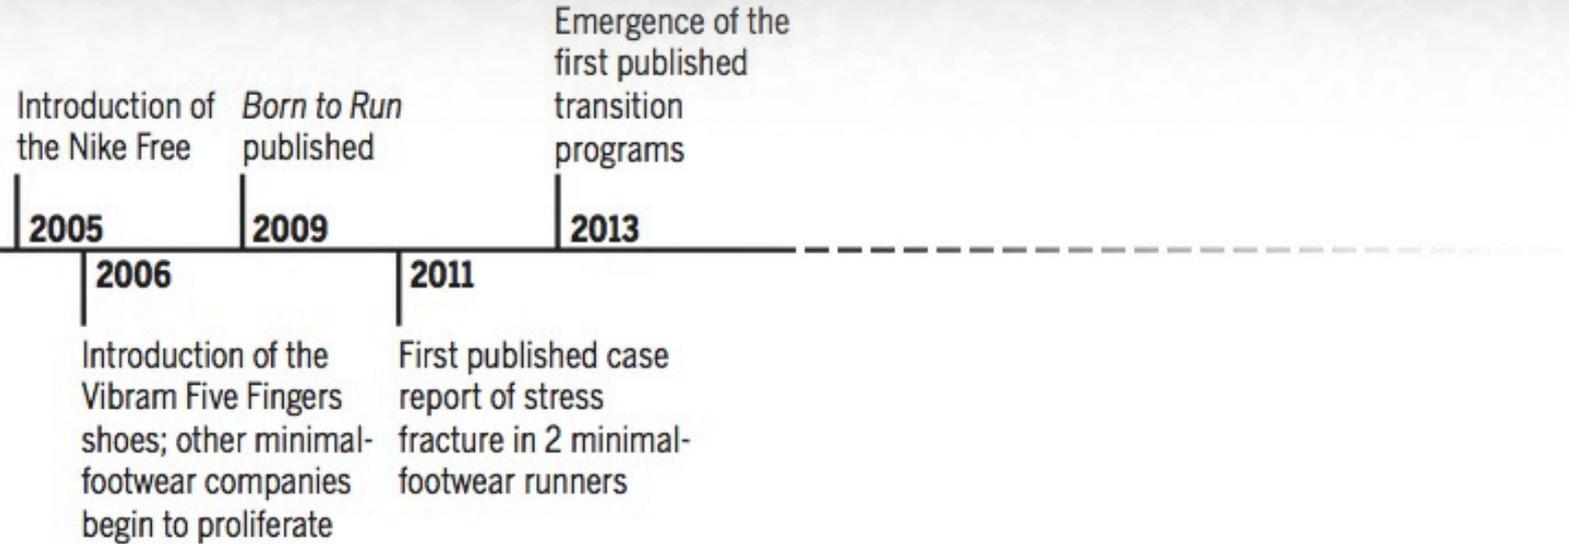 Introduction of
the Nike Free
2005
2006
Introduction of the
Vibram Five Fingers
shoes; other minimal-
footwear companies
begin to proliferate
Born to Run
published
2009
2011
First published case
report of stress
fracture in 2 minimal-
footwear runners
Emergence of the
first published
transition
programs
2013